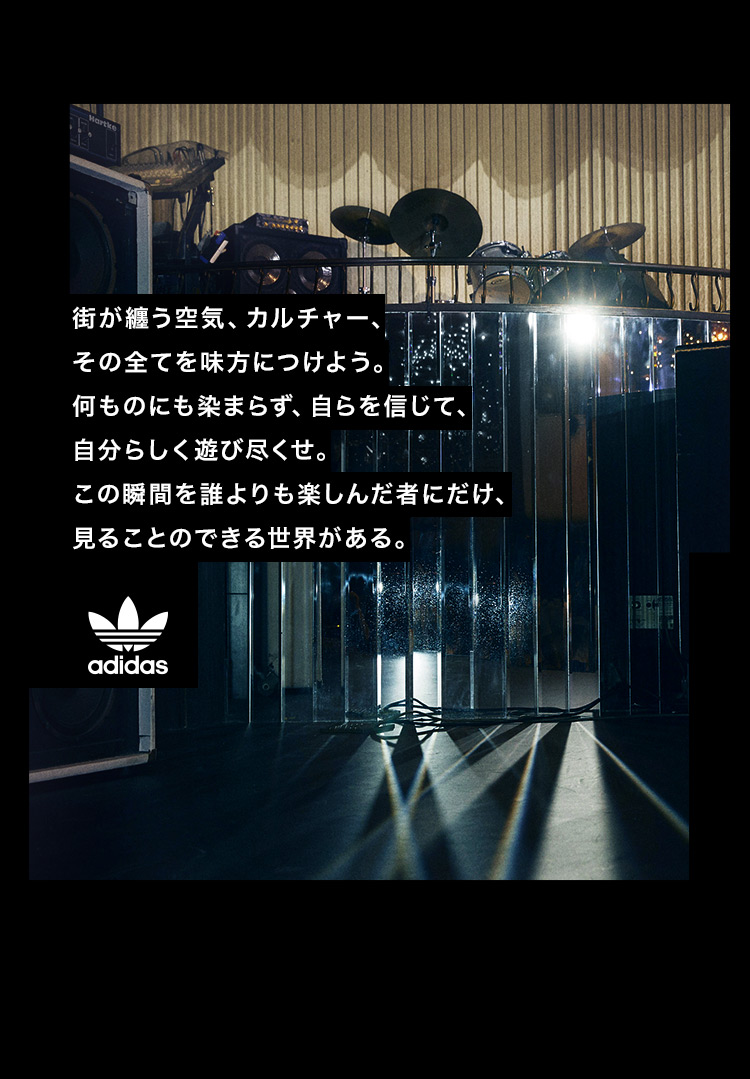 Hartke
街が纏う空気、カルチャー、
その全てを味方につけよう。
何ものにも染まらず、自らを信じて、
自分らしく遊び尽くせ。
この瞬間を誰よりも楽しんだ者にだけ、
見ることのできる世界がある。
adidas